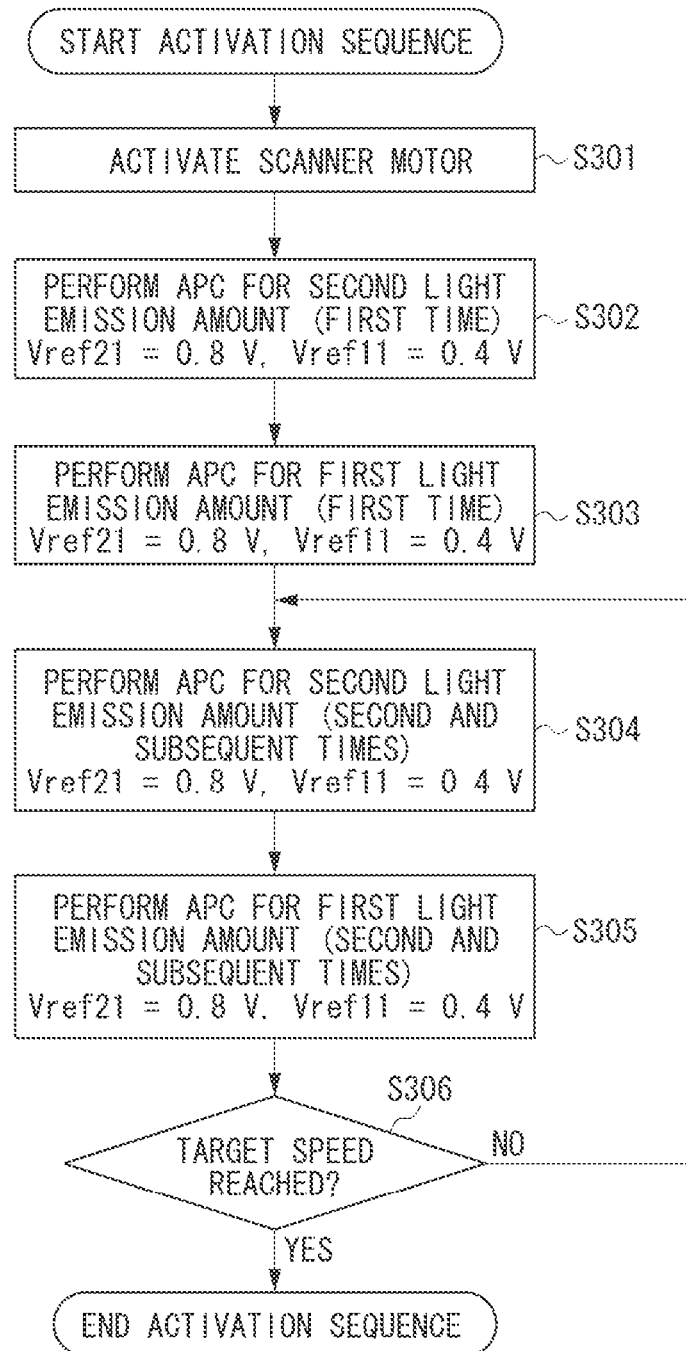 START ACTIVATION SEQUENCE
ACTIVATE SCANNER MOTOR
S301
PERFORM APC FOR SECOND LIGHT
EMISSION AMOUNT (FIRST TIME)
Vref21 = 0.8 V, Vref11 = 0.4 V
S302
PERFORM APC FOR FIRST LIGHT
EMISSION AMOUNT (FIRST TIME)
Vref21 = 0.8 V, Vref11 = 0.4 V
S303
PERFORM APC FOR SECOND LIGHT
EMISSION AMOUNT (SECOND AND
SUBSEQUENT TIMES)
Vref21 = 0.8 V, Vref11 = 0 4 V
S304
PERFORM APC FOR FIRST LIGHT
EMISSION AMOUNT (SECOND AND
SUBSEQUENT TIMES)
Vref21 = 0.8 V. Vref11 = 0.4 V
S305
S306
TARGET SPEED
REACHED?
NO
YES
END ACTIVATION SEQUENCE